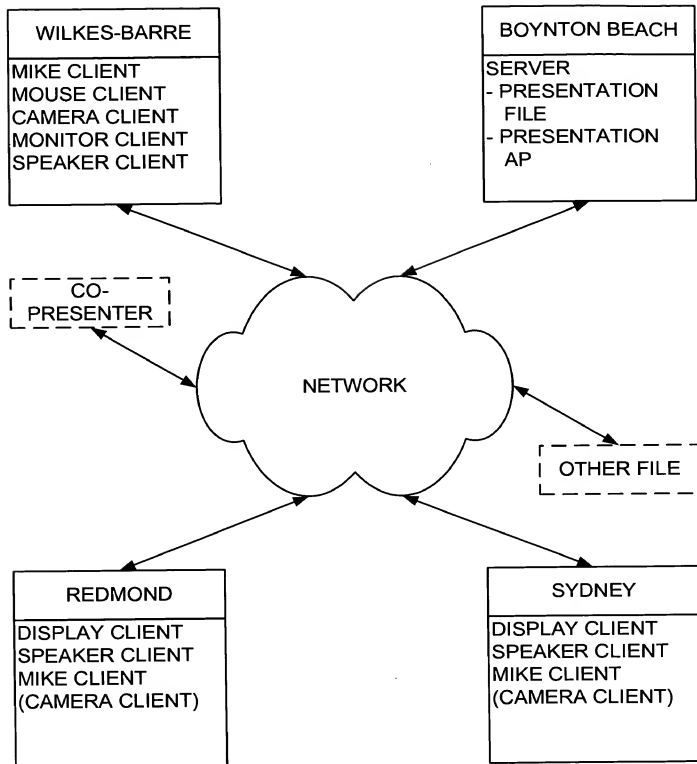 WILKES-BARRE
MIKE CLIENT
MOUSE CLIENT
CAMERA CLIENT
MONITOR CLIENT
SPEAKER CLIENT
BOYNTON BEACH
SERVER
- PRESENTATION
FILE
- PRESENTATION
AP
CO-
PRESENTER
NETWORK
OTHER FILE
REDMOND
DISPLAY CLIENT
SPEAKER CLIENT
MIKE CLIENT
(CAMERA CLIENT)
SYDNEY
DISPLAY CLIENT
SPEAKER CLIENT
MIKE CLIENT
(CAMERA CLIENT)